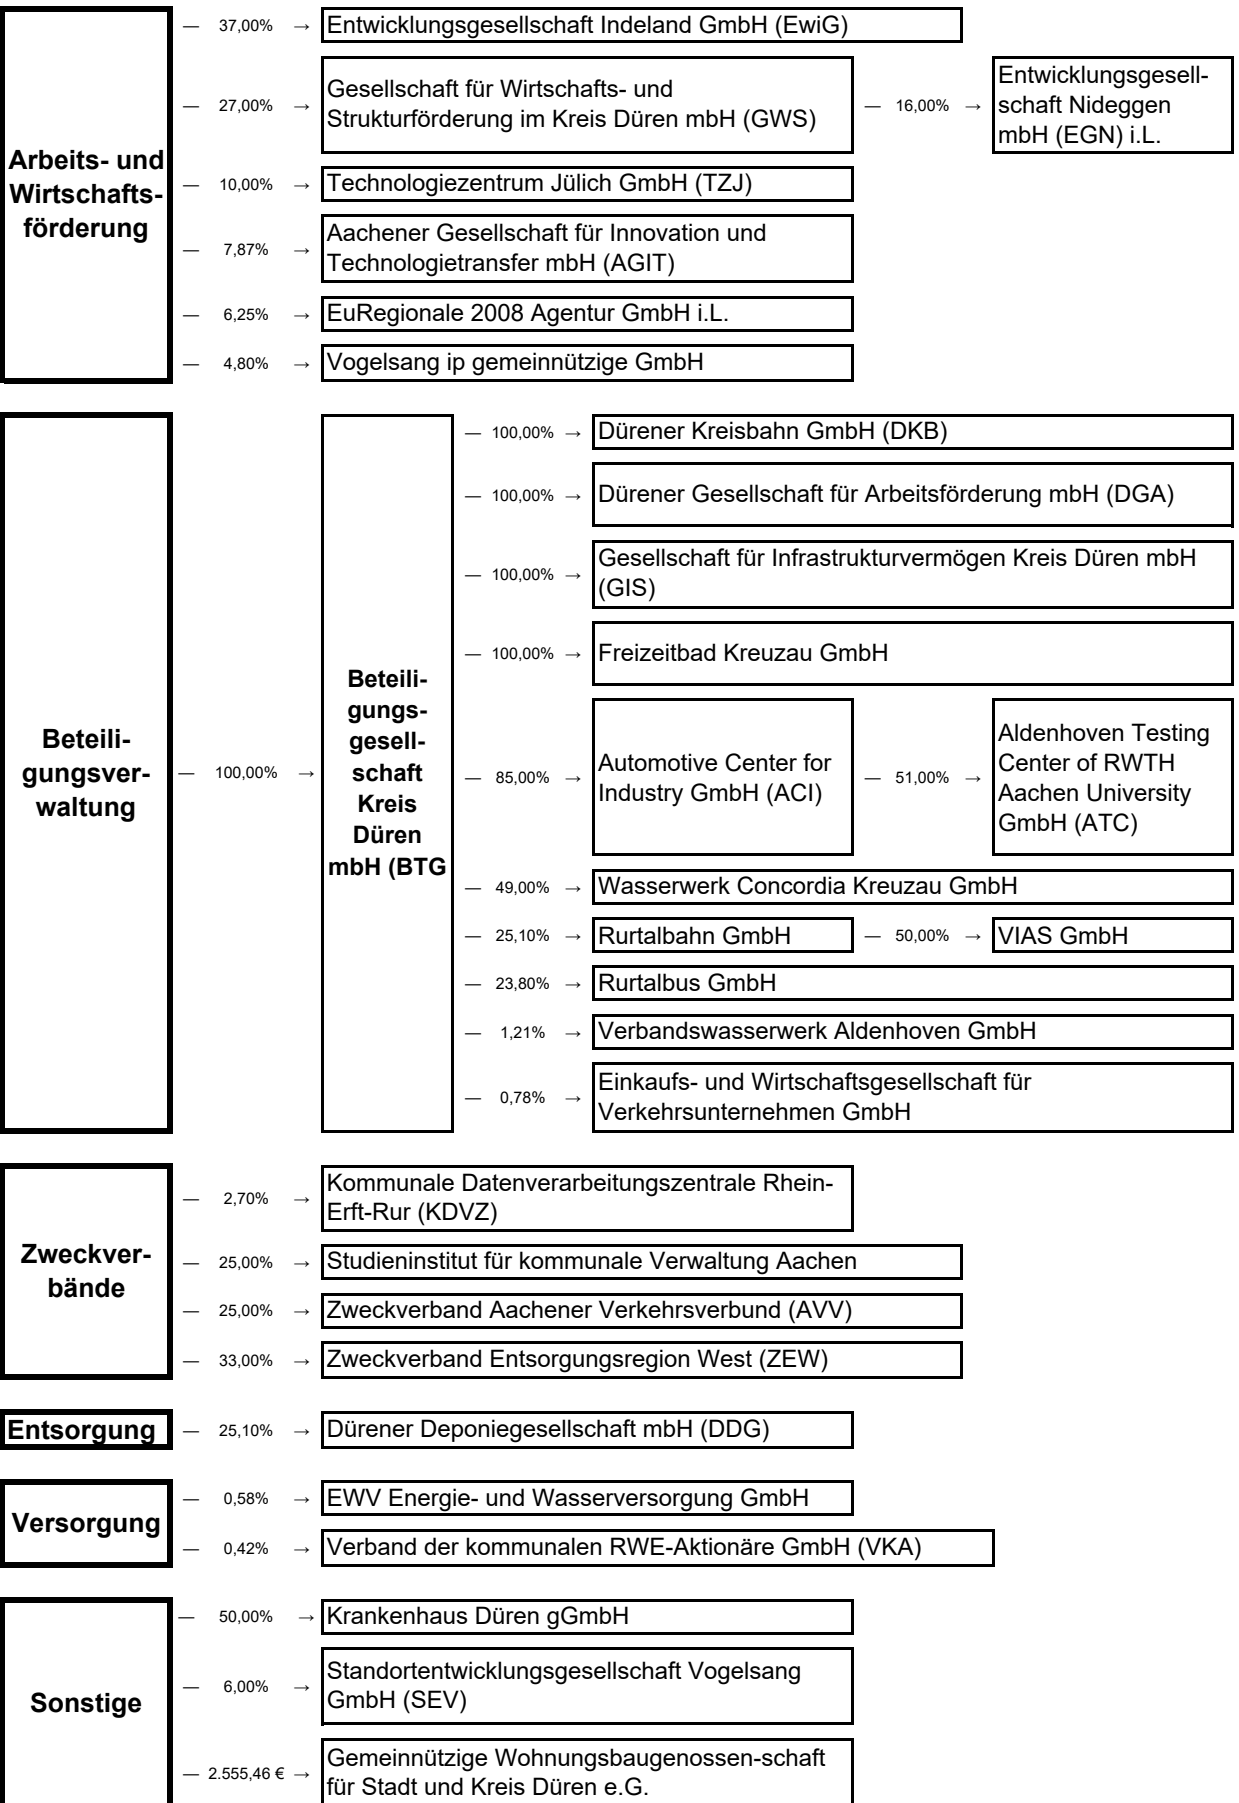 Arbeits- und
Wirtschafts-
förderung
— 37,00% →
Entwicklungsgesellschaft Indeland GmbH (EwiG)
— 27,00% →
Gesellschaft für Wirtschafts- und
Strukturförderung im Kreis Düren mbH (GWS)
— 16,00% →
Entwicklungsgesell-
schaft Nideggen
mbH (EGN) i.L.
— 10,00% →
Technologiezentrum Jülich GmbH (TZJ)
— 7,87% →
Aachener Gesellschaft für Innovation und
Technologietransfer mbH (AGIT)
— 6,25% →
EuRegionale 2008 Agentur GmbH i.L.
— 4,80% →
Vogelsang ip gemeinnützige GmbH
Beteili-
gungsver-
waltung
— 100,00% →
Beteili-
gungs-
gesell-
schaft
Kreis
Düren
mbH (BTG
— 100,00% →
Dürener Kreisbahn GmbH (DKB)
— 100,00% →
Dürener Gesellschaft für Arbeitsförderung mbH (DGA)
— 100,00% →
Gesellschaft für Infrastrukturvermögen Kreis Düren mbH
(GIS)
— 100,00% →
Freizeitbad Kreuzau GmbH
— 85,00% →
Automotive Center for
Industry GmbH (ACI)
— 51,00% →
Aldenhoven Testing
Center of RWTH
Aachen University
GmbH (ATC)
— 49,00% →
Wasserwerk Concordia Kreuzau GmbH
— 25,10% →
Rurtalbahn GmbH
— 50,00% →
VIAS GmbH
— 23,80% →
Rurtalbus GmbH
— 1,21% →
Verbandswasserwerk Aldenhoven GmbH
— 0,78% →
Einkaufs- und Wirtschaftsgesellschaft für
Verkehrsunternehmen GmbH
Zweckver-
bände
— 2,70% →
Kommunale Datenverarbeitungszentrale Rhein-
Erft-Rur (KDVZ)
— 25,00% →
Studieninstitut für kommunale Verwaltung Aachen
— 25,00% →
Zweckverband Aachener Verkehrsverbund (AVV)
— 33,00% →
Zweckverband Entsorgungsregion West (ZEW)
Entsorgung
— 25,10% →
Dürener Deponiegesellschaft mbH (DDG)
Versorgung
— 0,58% →
EWV Energie- und Wasserversorgung GmbH
— 0,42% →
Verband der kommunalen RWE-Aktionäre GmbH (VKA)
Sonstige
— 50,00% →
Krankenhaus Düren gGmbH
— 6,00% →
Standortentwicklungsgesellschaft Vogelsang
GmbH (SEV)
— 2.555,46 € →
Gemeinnützige Wohnungsbaugenossen-schaft
für Stadt und Kreis Düren e.G.